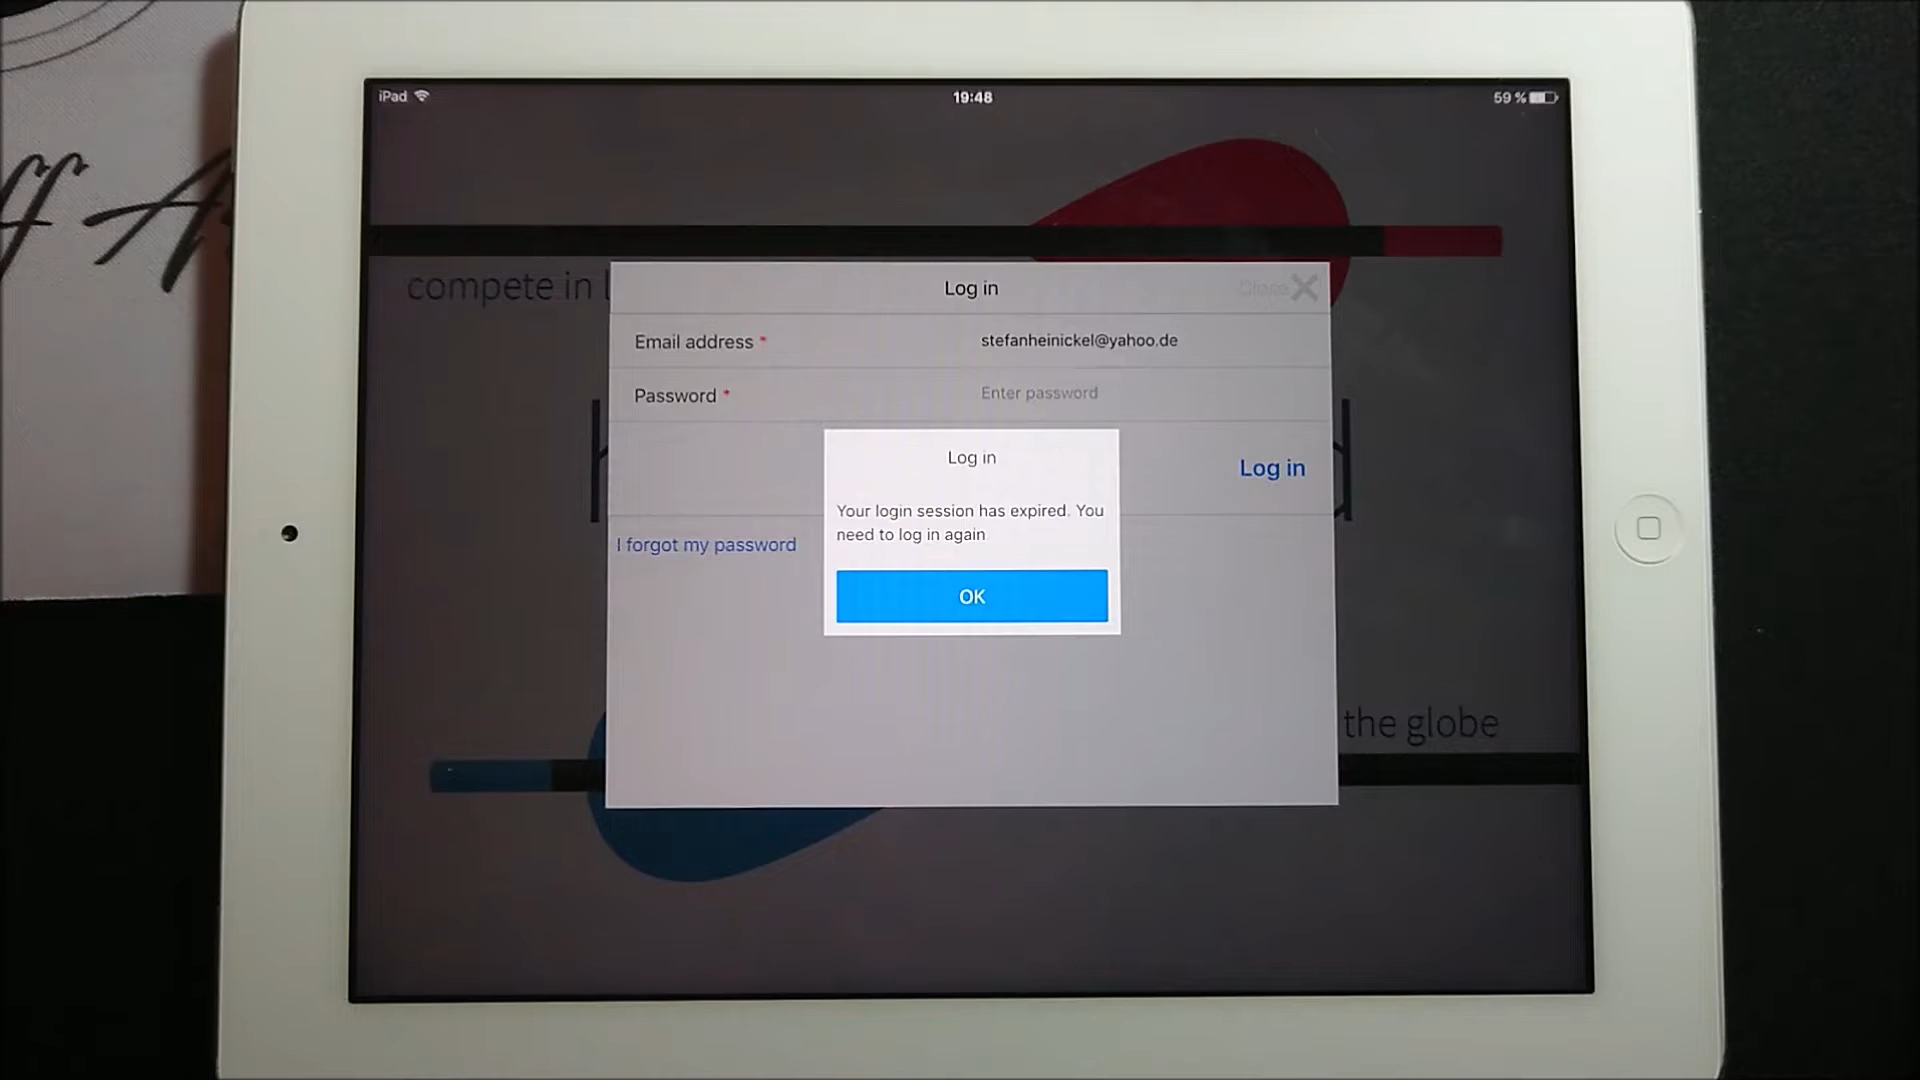 iPad
19:48
59 %
compete in
Log in
Close
Email address *
stefanheinickel@yahoo.de
Password *
Enter password
Log in
Log in
Your login session has expired. You
need to log in again
I forgot my password
OK
the globe